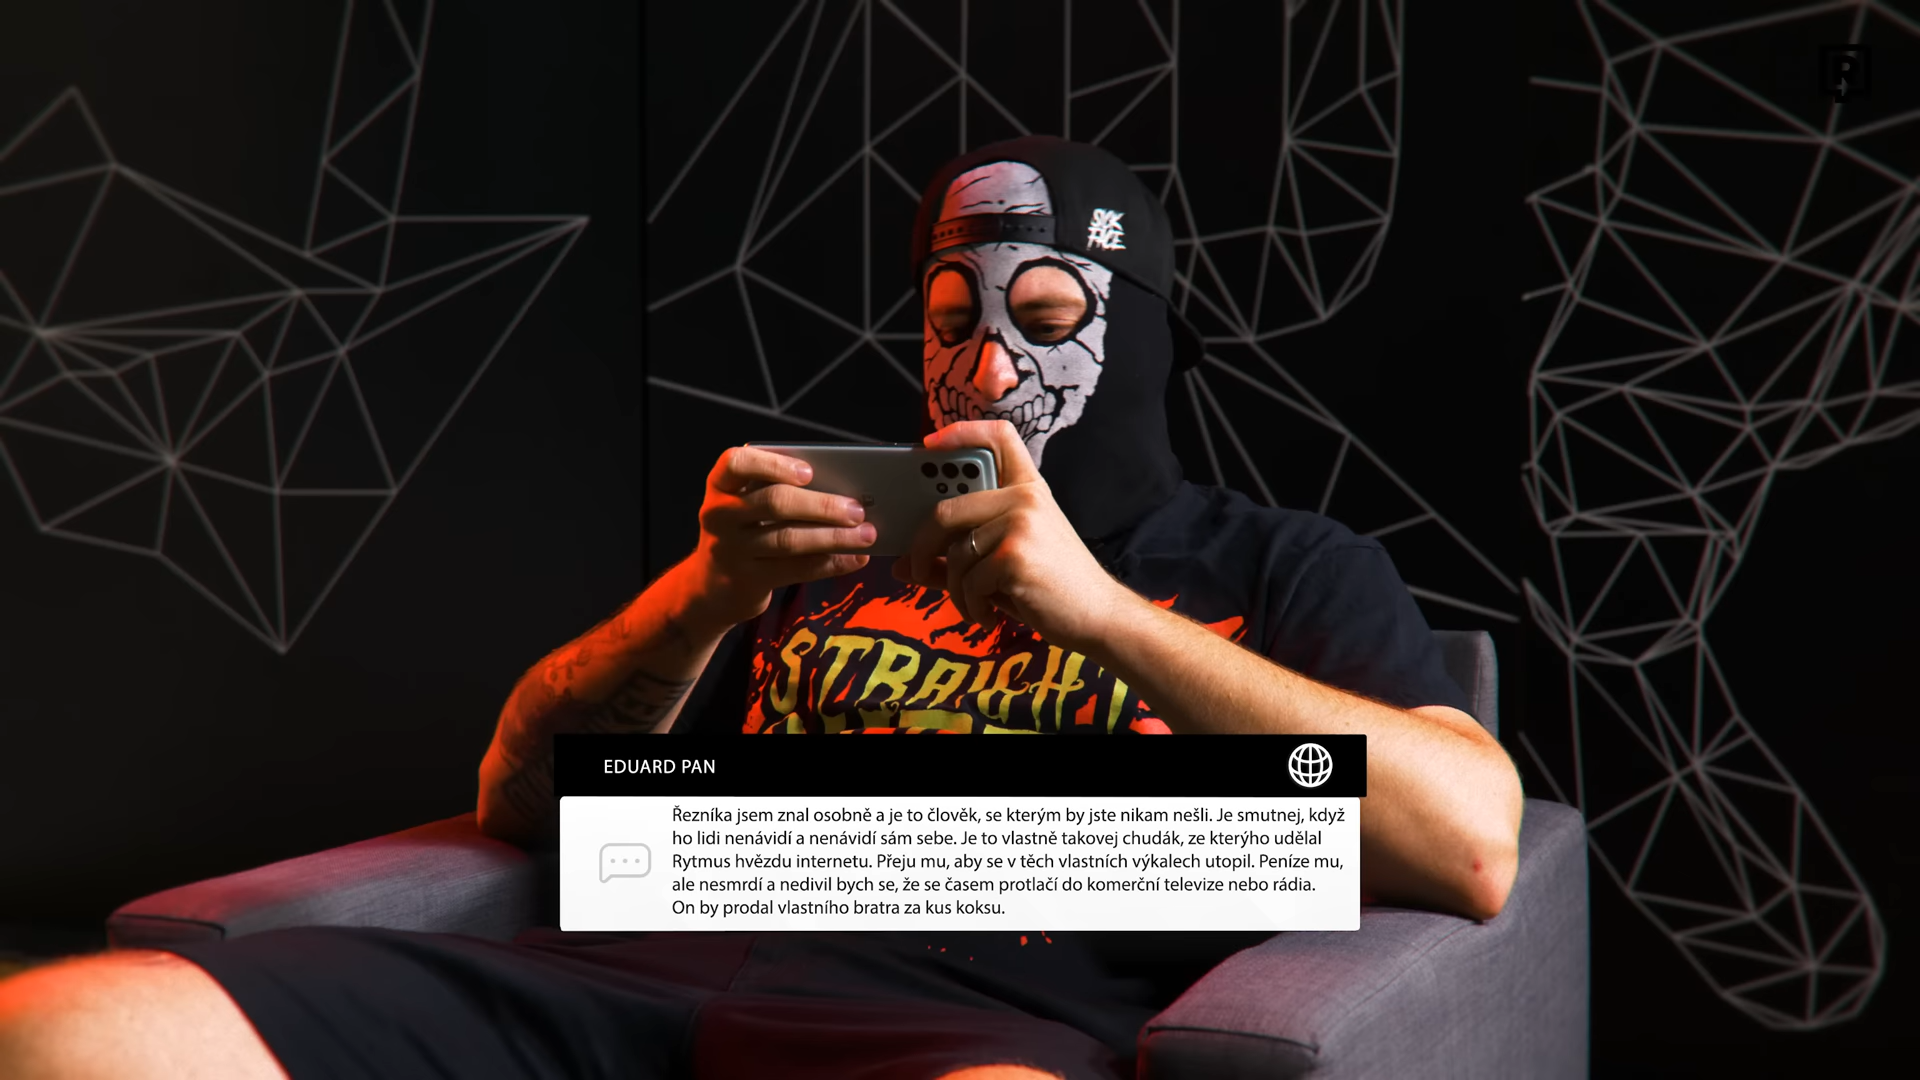 SICK
FACE
STRAIGHT
EDUARD PAN
Řezníka jsem znal osobně a je to člověk, se kterým by jste nikam nešli. Je smutnej, když
ho lidi nenávidí a nenávidí sám sebe. Je to vlastně takovej chudák, ze kterýho udělal
Rytmus hvězdu internetu. Přeju mu, aby se v těch vlastních výkalech utopil. Peníze mu,
ale nesmrdí a nedivil bych se, že se časem protlačí do komerční televize nebo rádia.
On by prodal vlastního bratra za kus koksu.